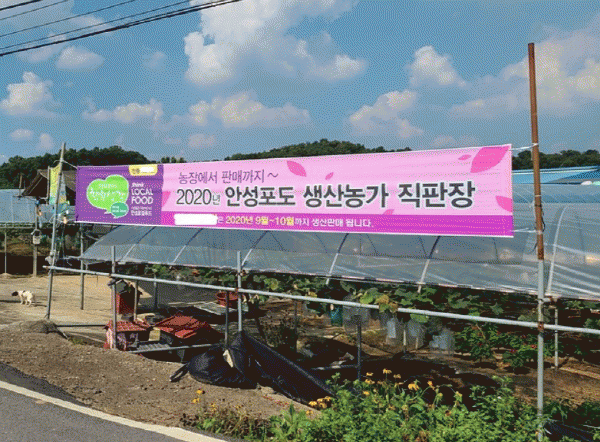 LOCAL
FOOD
농장에서 판매까지~
2020년 안성포도 생산농가 직판장
은 2020년 9월~10월까지 생산판매 됩니다.